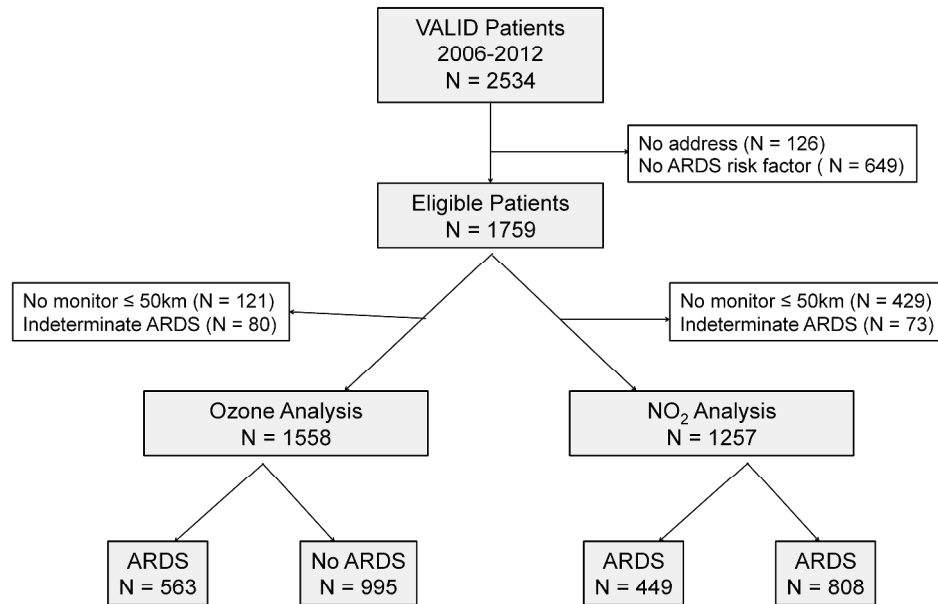 VALID Patients
2006-2012
N = 2534
No address (N = 126)
No ARDS risk factor ( N = 649)
Eligible Patients
N = 1759
No monitor ≤ 50km (N = 121)
Indeterminate ARDS (N = 80)
No monitor ≤ 50km (N = 429)
Indeterminate ARDS (N = 73)
Ozone Analysis
N = 1558
NO₂ Analysis
N = 1257
ARDS
N = 563
No ARDS
N = 995
ARDS
N = 449
ARDS
N = 808